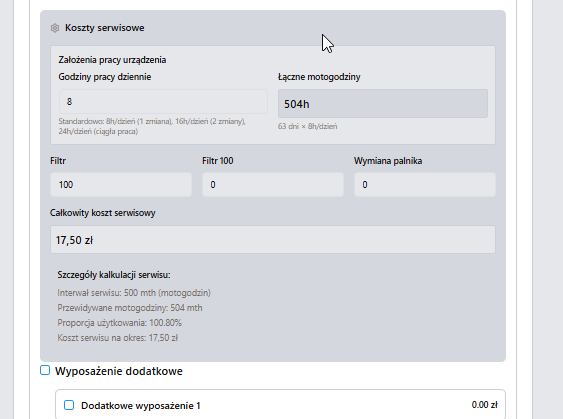 Koszty serwisowe
Założenia pracy urządzenia
Godziny pracy dziennie
Łączne motogodziny
8
504h
Standardowo: 8h/dzień (1 zmiana), 16h/dzień (2 zmiany),
24h/dzień (ciągła praca)
63 dni × 8h/dzień
Filtr
Filtr 100
Wymiana palnika
100
0
0
Całkowity koszt serwisowy
17,50 zł
Szczegóły kalkulacji serwisu:
Interwał serwisu: 500 mth (motogodzin)
Przewidywane motogodziny: 504 mth
Proporcja użytkowania: 100.80%
Koszt serwisu na okres: 17,50 zł
Wyposażenie dodatkowe
Dodatkowe wyposażenie 1
0.00 zł